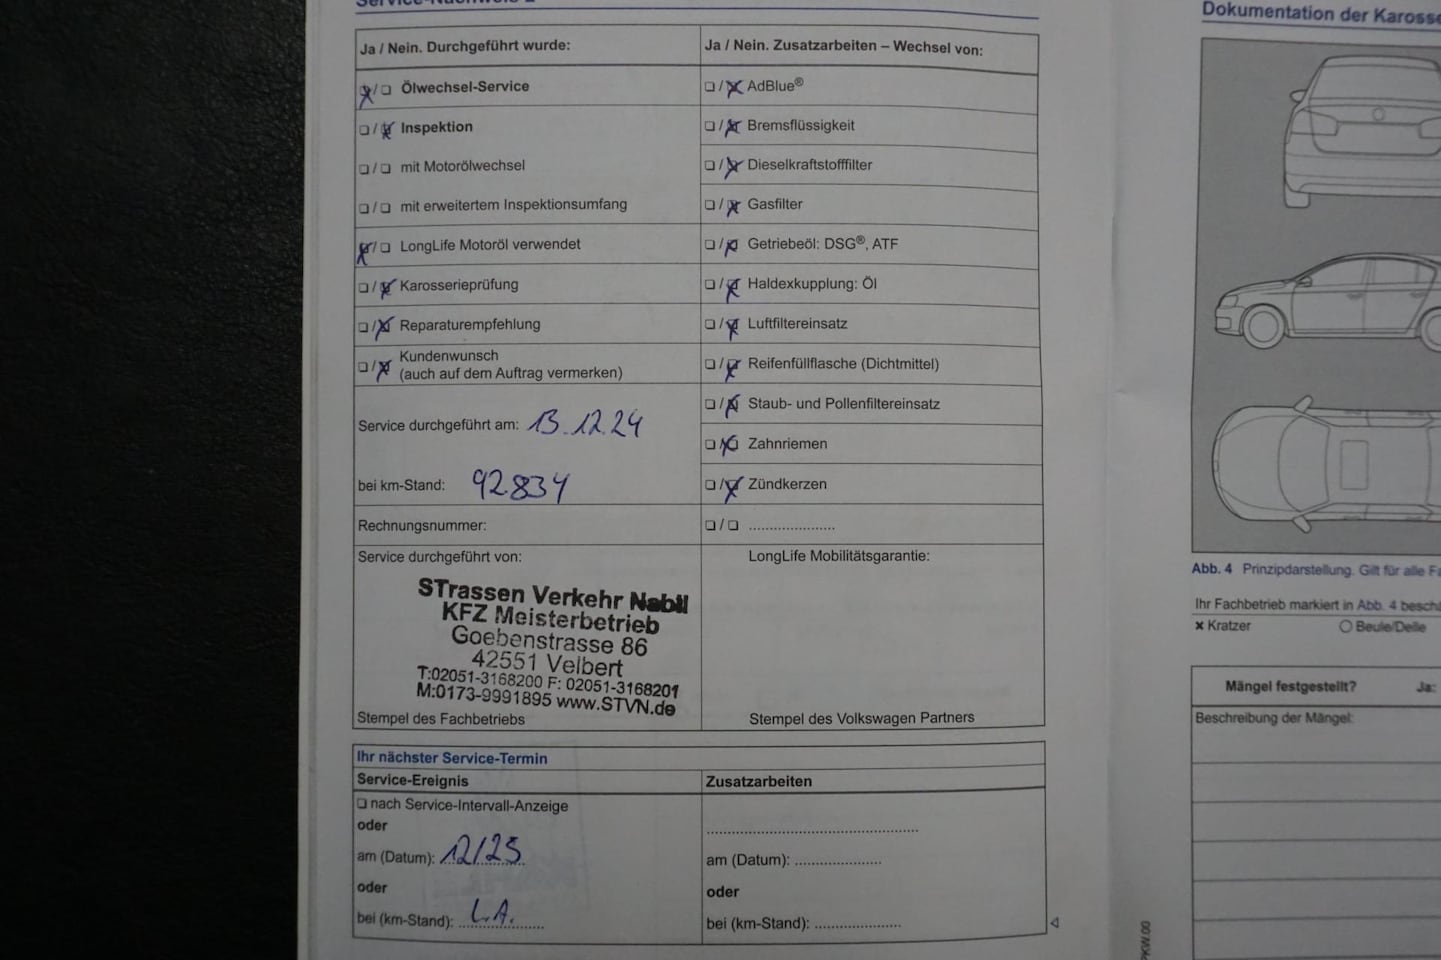 Ja / Nein. Durchgeführt wurde:
☒/☐ Ölwechsel-Service
☐/☒ Inspektion
☐/☐ mit Motorölwechsel
☐/☐ mit erweitertem Inspektionsumfang
☒/☐ LongLife Motoröl verwendet
☐/☒ Karosserieprüfung
☐/☒ Reparaturempfehlung
☐/☒ Kundenwunsch
(auch auf dem Auftrag vermerken)
Service durchgeführt am: 13.12.24
bei km-Stand: 92834
Rechnungsnummer:
Service durchgeführt von:
STrassen Verkehr Nabil
KFZ Meisterbetrieb
Goebenstrasse 86
42551 Velbert
T:02051-3168200 F: 02051-3168201
M:0173-9991895 www.STVN.de
Stempel des Fachbetriebs
Ja / Nein. Zusatzarbeiten – Wechsel von:
☐/☒ AdBlue®
☐/☒ Bremsflüssigkeit
☐/☒ Dieselkraftstofffilter
☐/☒ Gasfilter
☐/☒ Getriebeöl: DSG®, ATF
☐/☒ Haldexkupplung: Öl
☐/☒ Luftfiltereinsatz
☐/☒ Reifenfüllflasche (Dichtmittel)
☐/☒ Staub- und Pollenfiltereinsatz
☐/☒ Zahnriemen
☐/☒ Zündkerzen
☐/☐ .....................
LongLife Mobilitätsgarantie:
Stempel des Volkswagen Partners
Ihr nächster Service-Termin
Service-Ereignis
☐ nach Service-Intervall-Anzeige
oder
am (Datum): 12/25
oder
bei (km-Stand): L.A.
Zusatzarbeiten
.....................
am (Datum): .....................
oder
bei (km-Stand): .....................
Dokumentation der
Abb. 4 Prinzipdarstellung. Gilt für alle
Ihr Fachbetrieb markiert in Abb. 4
× Kratzer
○ Beule/Delle
Mängel festgestellt? Ja:
Beschreibung der Mängel: